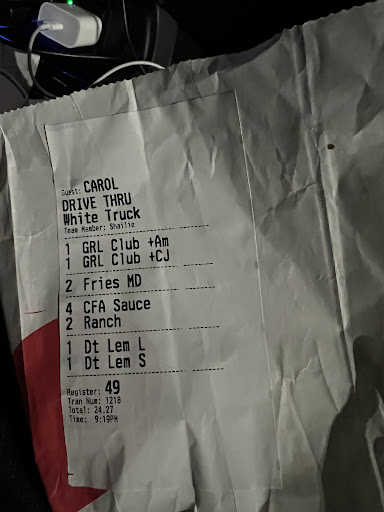 Guest: CAROL
DRIVE THRU
White Truck
Team Member: Shailie
1 GRL Club +Am
1 GRL Club +CJ
2 Fries MD
4 CFA Sauce
2 Ranch
1 Dt Lem L
1 Dt Lem S
Register: 49
Tran Num: 1218
Total: 24.27
Time: 9:19PM